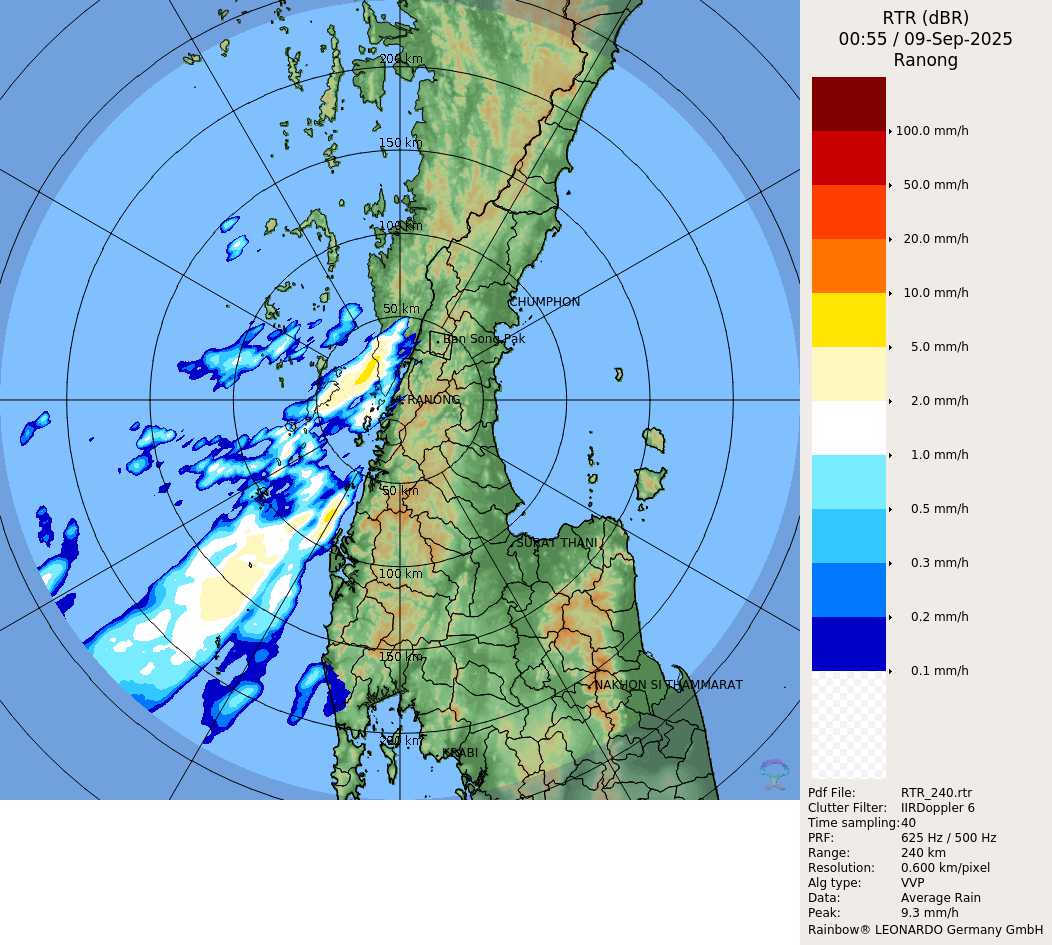 RTR (dBR)
00:55 / 09-Sep-2025
Ranong
100.0 mm/h
50.0 mm/h
20.0 mm/h
10.0 mm/h
5.0 mm/h
2.0 mm/h
1.0 mm/h
0.5 mm/h
0.3 mm/h
0.2 mm/h
0.1 mm/h
200 km
150 km
100 km
CHUMPHON
50 km
Ban Song Pak
RANONG
50 km
SURAT THANI
100 km
150 km
NAKHON SI THAMMARAT
200 km
KRABI
Pdf File: RTR_240.rtr
Clutter Filter: IIRDoppler 6
Time sampling: 40
PRF: 625 Hz / 500 Hz
Range: 240 km
Resolution: 0.600 km/pixel
Alg type: VVP
Data: Average Rain
Peak: 9.3 mm/h
Rainbow® LEONARDO Germany GmbH